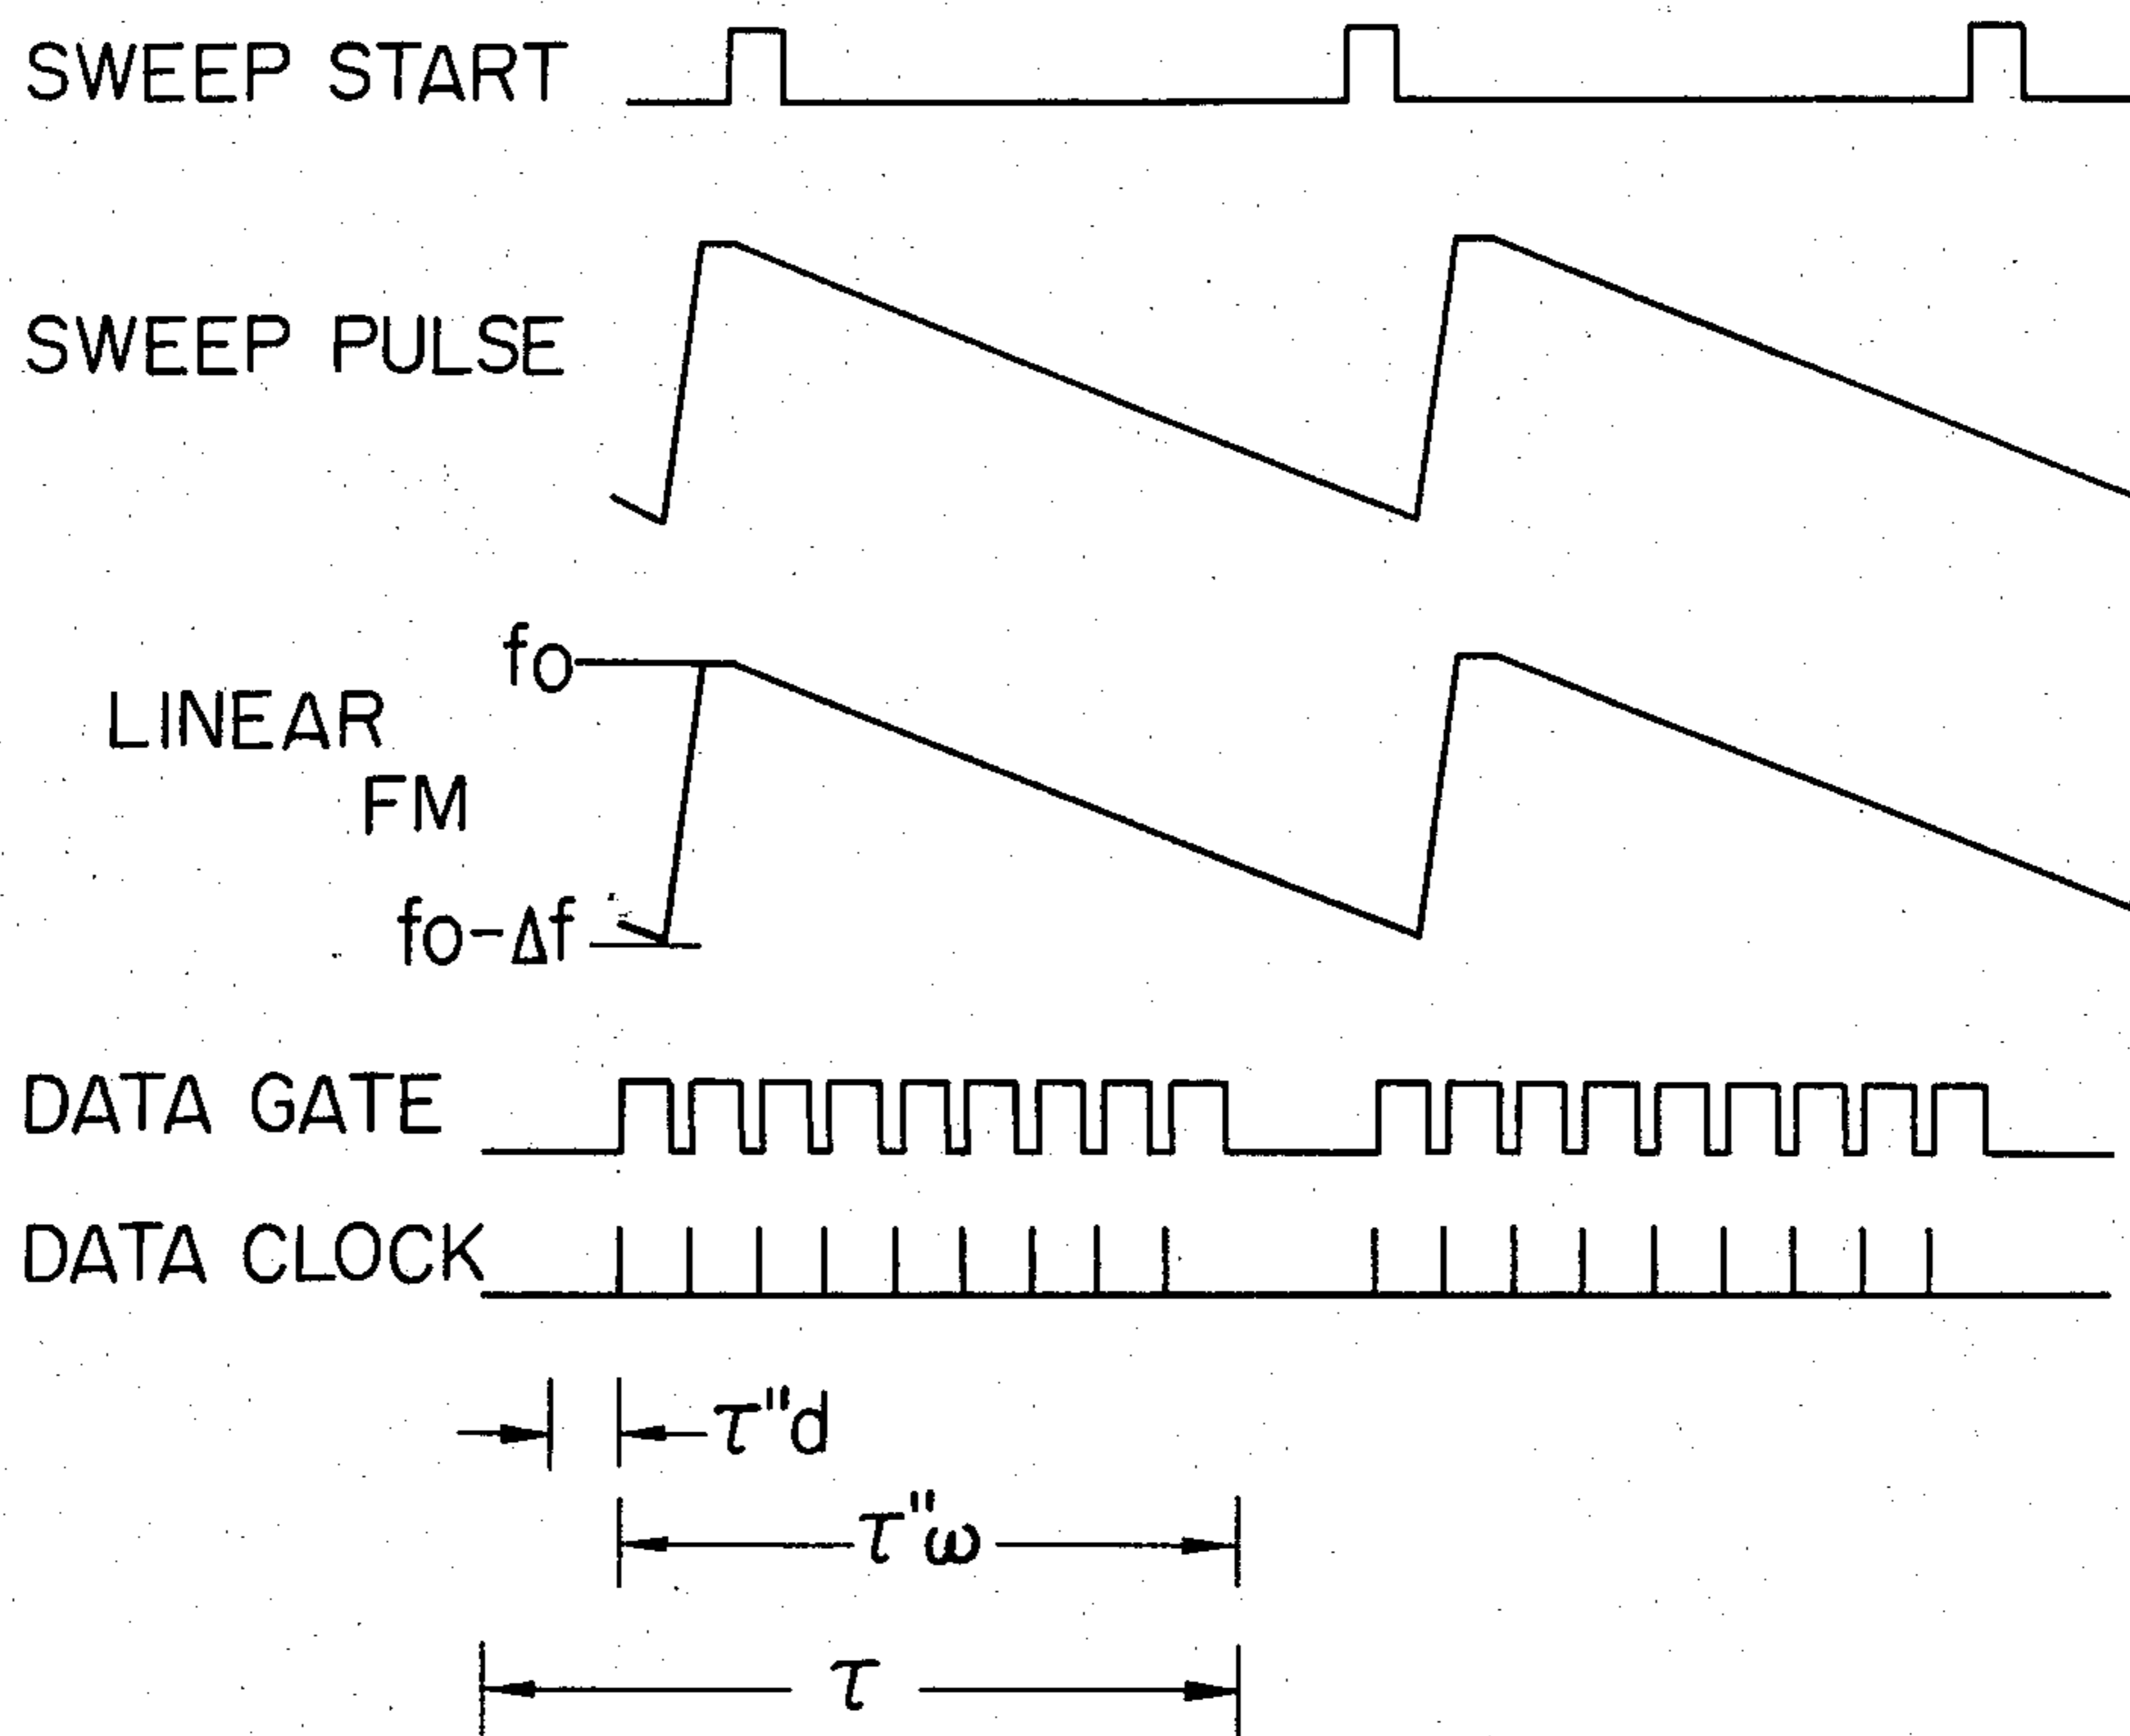 SWEEP START
SWEEP PULSE
fo
LINEAR
FM
fo-Δf
DATA GATE
DATA CLOCK
τ"d
τ"ω
τ